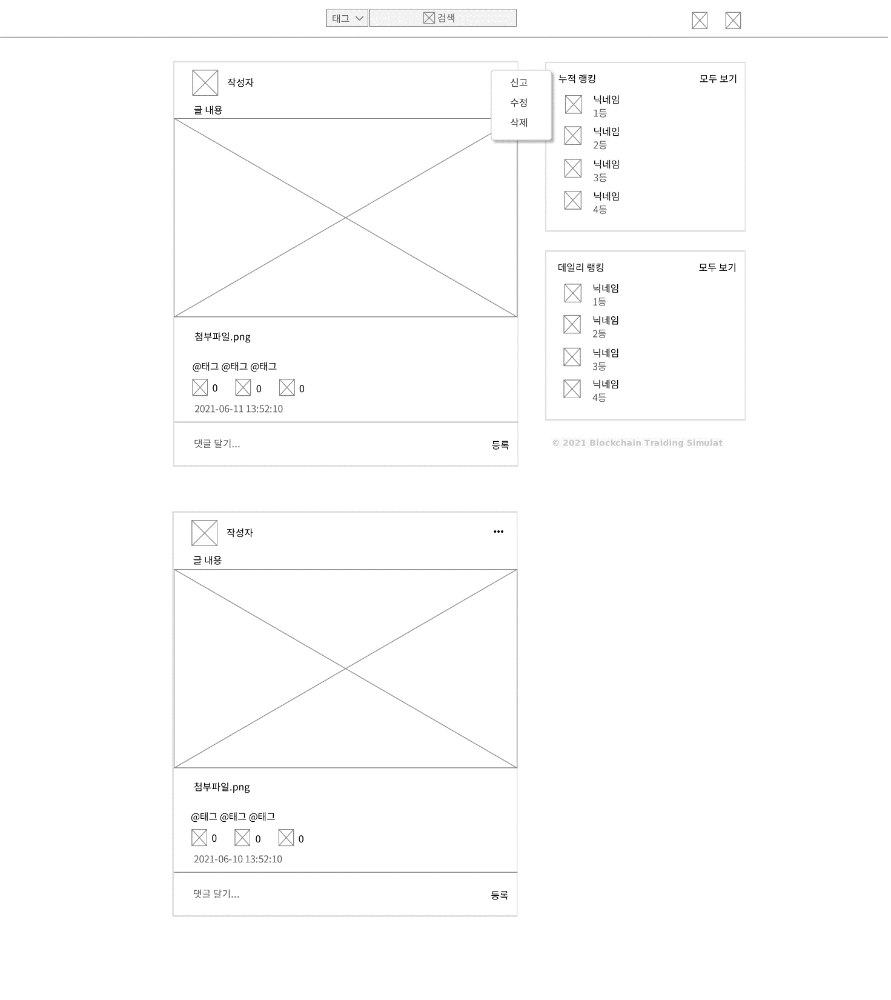 태그
검색
작성자
글 내용
신고
수정
삭제
첨부파일.png
@태그 @태그 @태그
0 0 0
2021-06-11 13:52:10
댓글 달기...
등록
누적 랭킹 모두 보기
닉네임
1등
닉네임
2등
닉네임
3등
닉네임
4등
데일리 랭킹 모두 보기
닉네임
1등
닉네임
2등
닉네임
3등
닉네임
4등
© 2021 Blockchain Traiding Simulat
작성자 •••
글 내용
첨부파일.png
@태그 @태그 @태그
0 0 0
2021-06-10 13:52:10
댓글 달기...
등록